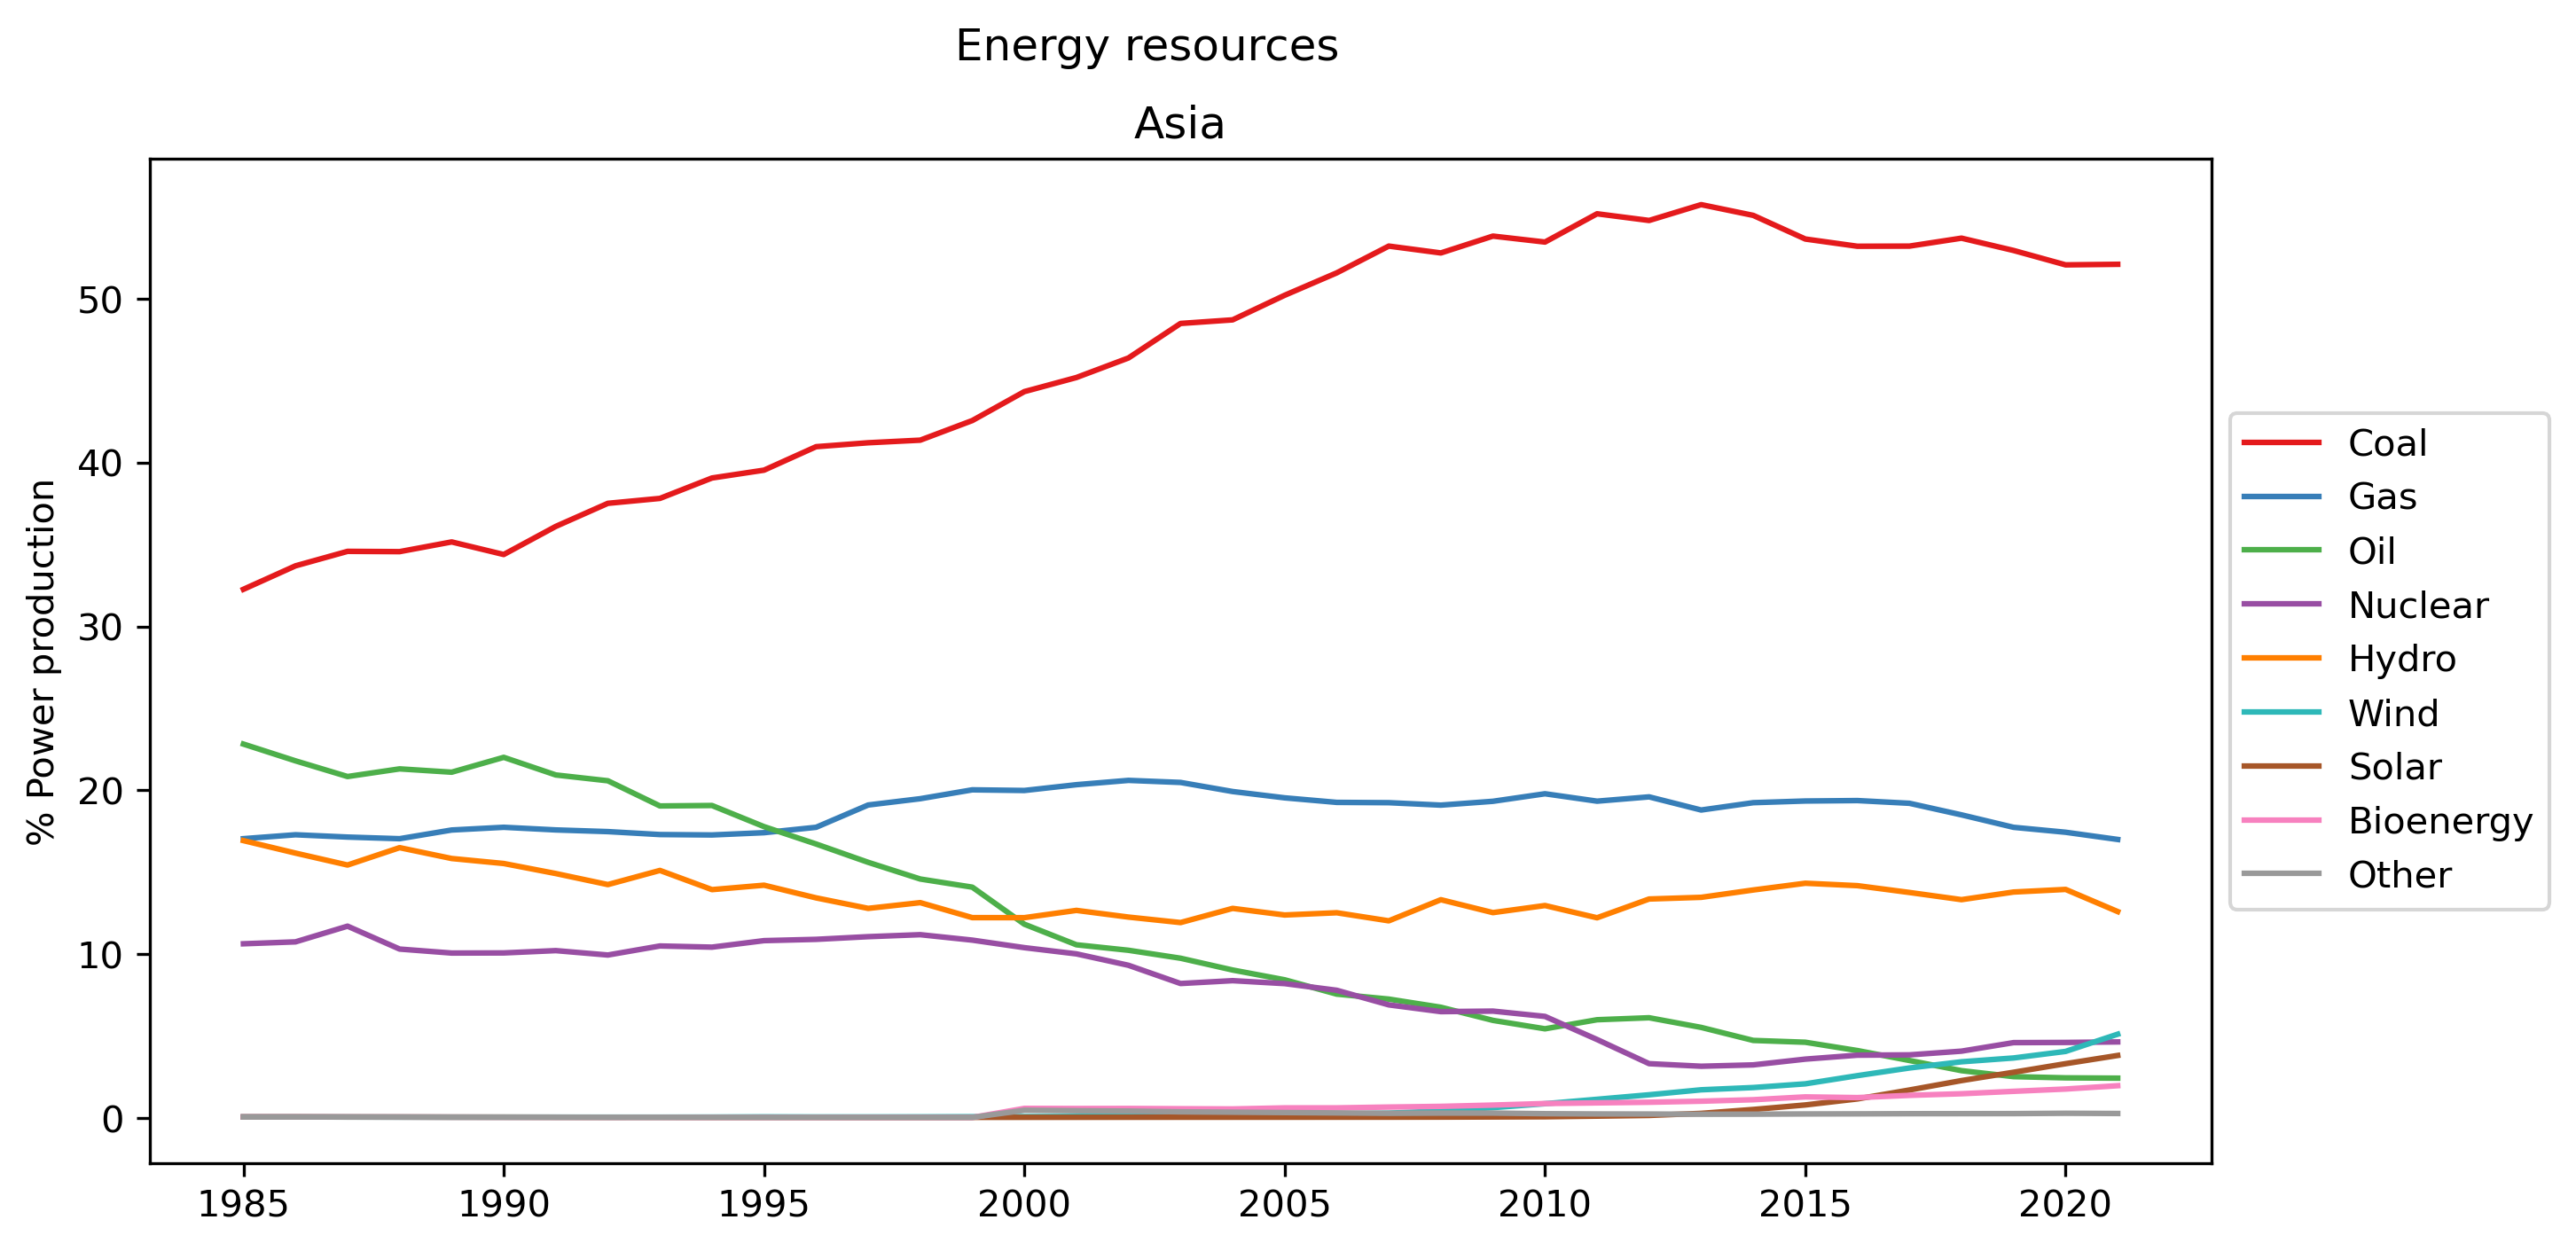 Energy resources
Asia
% Power production
50
40
30
20
10
0
1985 1990 1995 2000 2005 2010 2015 2020
Coal
Gas
Oil
Nuclear
Hydro
Wind
Solar
Bioenergy
Other